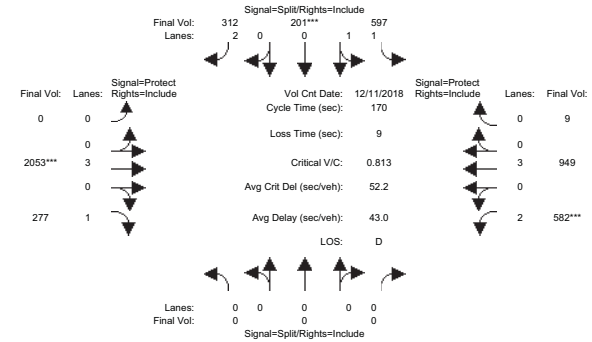 Signal=Split/Rights=Include
Final Vol: 312 201*** 597
Lanes: 2 0 0 1 1
Signal=Protect
Final Vol: Lanes: Rights=Include
Vol Cnt Date: 12/11/2018
Signal=Protect
Rights=Include Lanes: Final Vol:
Cycle Time (sec): 170
0 0
0 9
Loss Time (sec): 9
0
0
2053*** 3
Critical V/C: 0.813
3 949
0
Avg Crit Del (sec/veh): 52.2
0
277 1
Avg Delay (sec/veh): 43.0
2 582***
LOS: D
Lanes: 0 0 0 0 0
Final Vol: 0 0 0
Signal=Split/Rights=Include